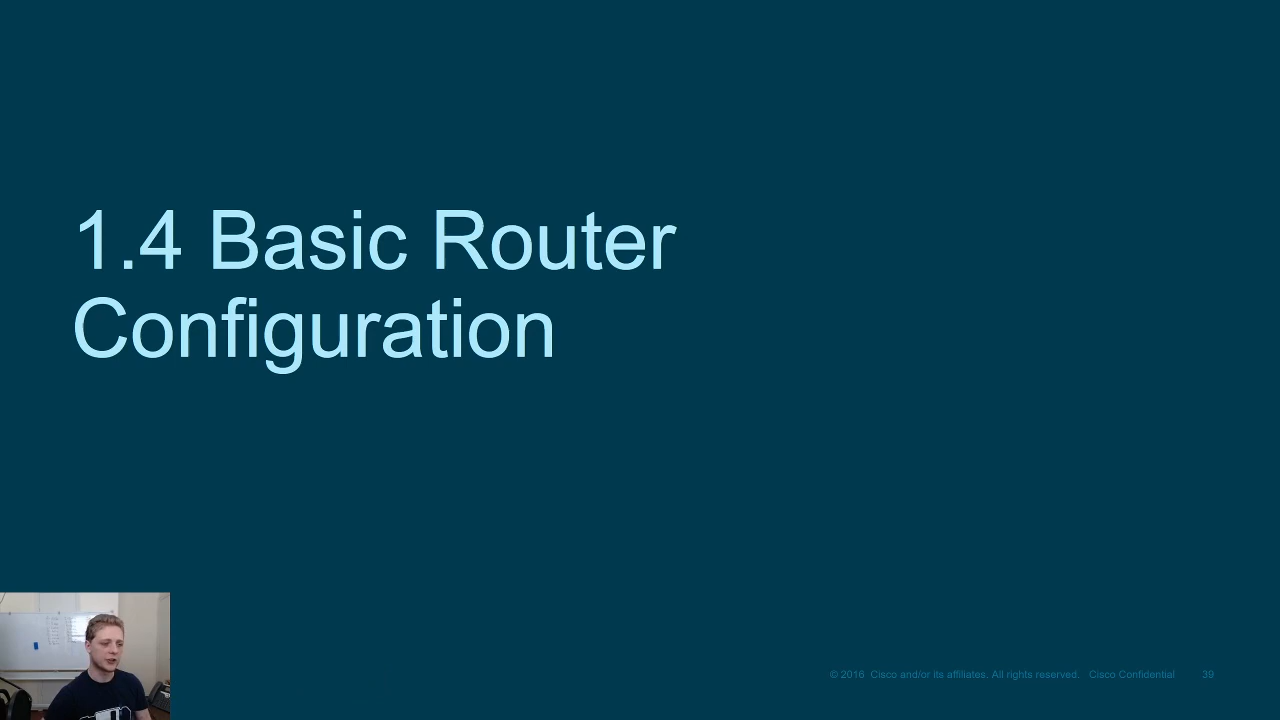 1.4 Basic Router
Configuration
© 2016 Cisco and/or its affiliates. All rights reserved. Cisco Confidential 39